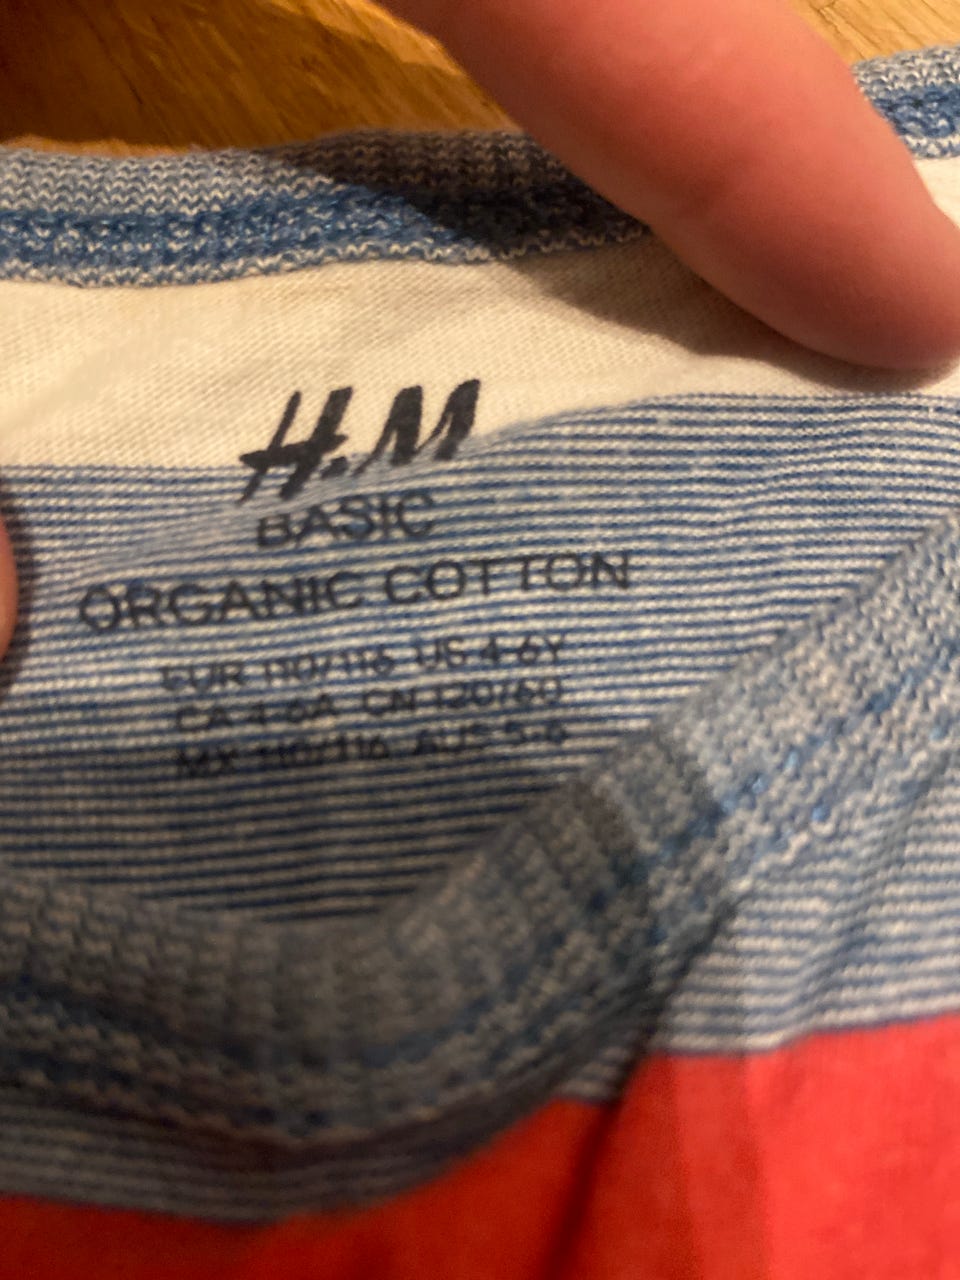 H&M
BASIC
ORGANIC COTTON
EUR 110/116 US 4-6Y
CA 4-6A CN 120/60
MX 110/116 AUS 5-6